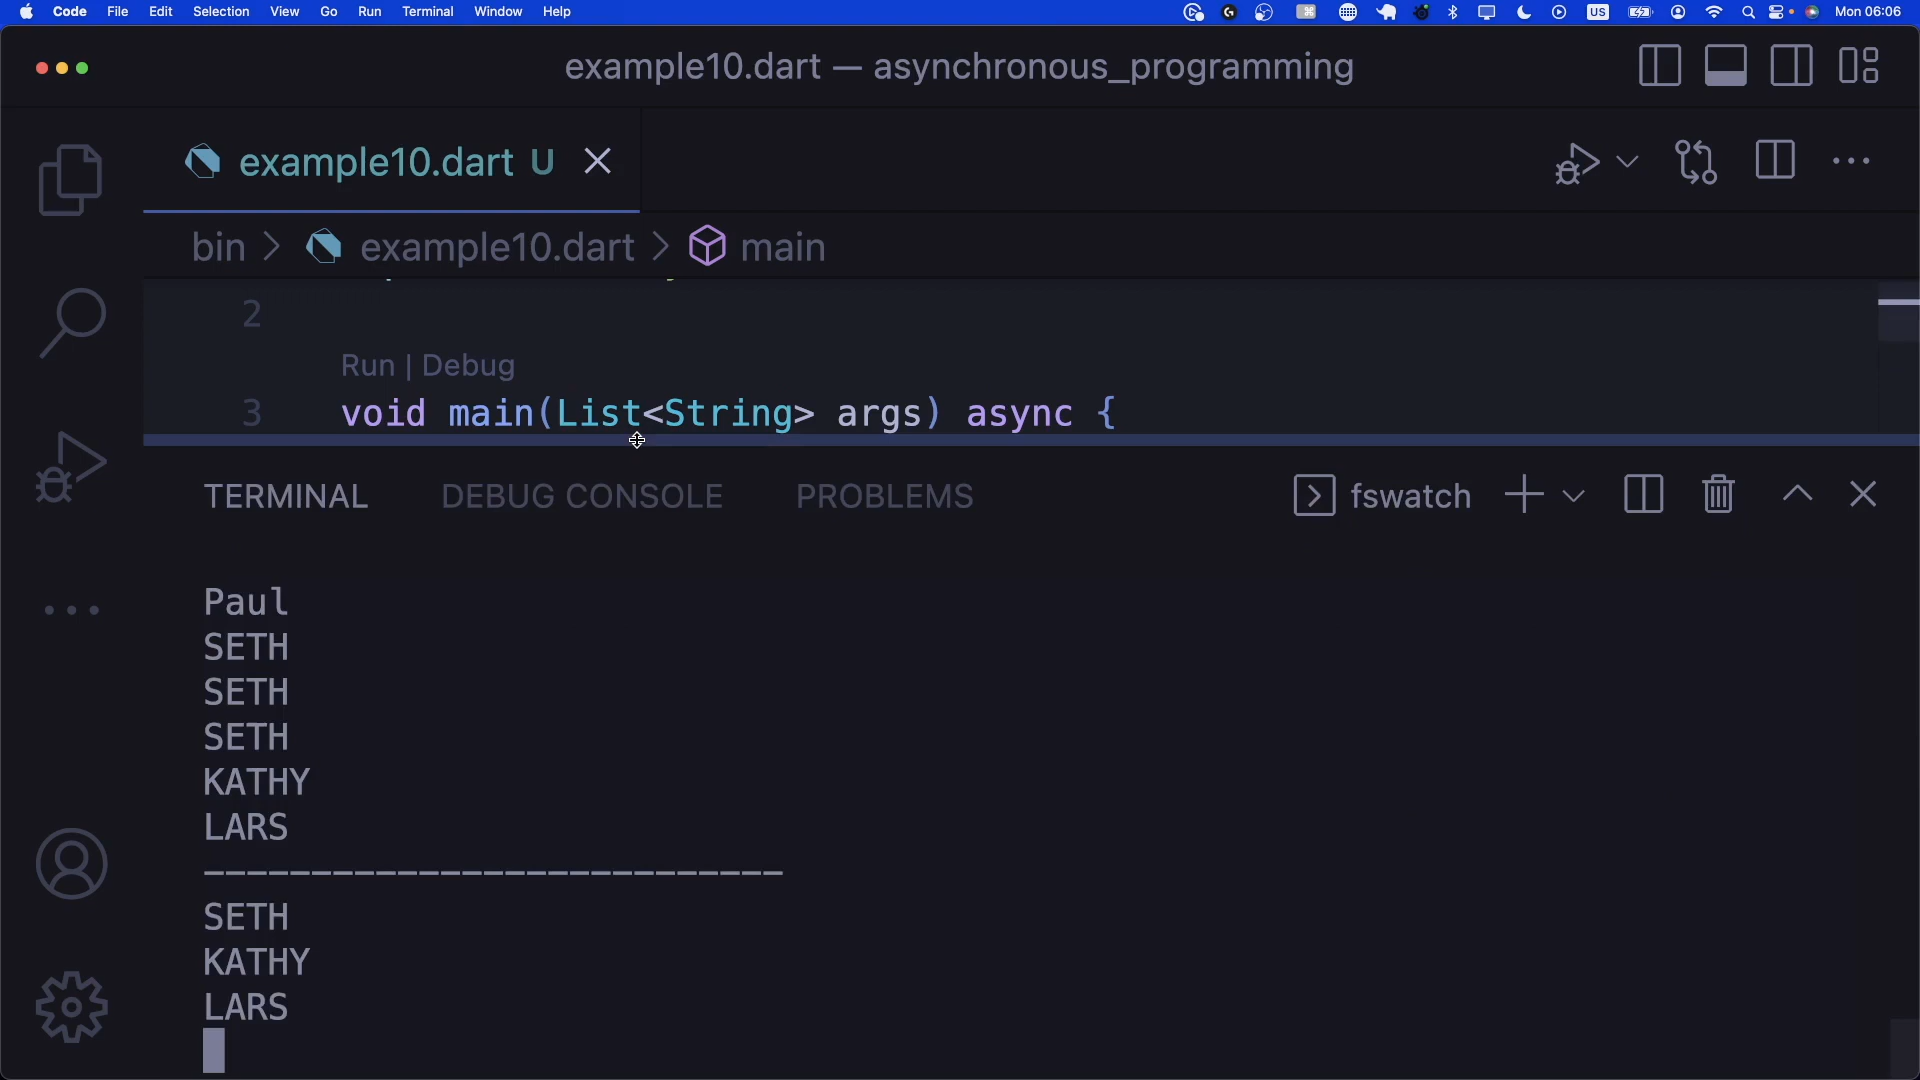 Code File Edit Selection View Go Run Terminal Window Help US Mon 06:06
example10.dart — asynchronous_programming
example10.dart U
bin > example10.dart > main
2
Run | Debug
3 void main(List<String> args) async {
TERMINAL DEBUG CONSOLE PROBLEMS fswatch
Paul
SETH
SETH
SETH
KATHY
LARS
---------------------------
SETH
KATHY
LARS